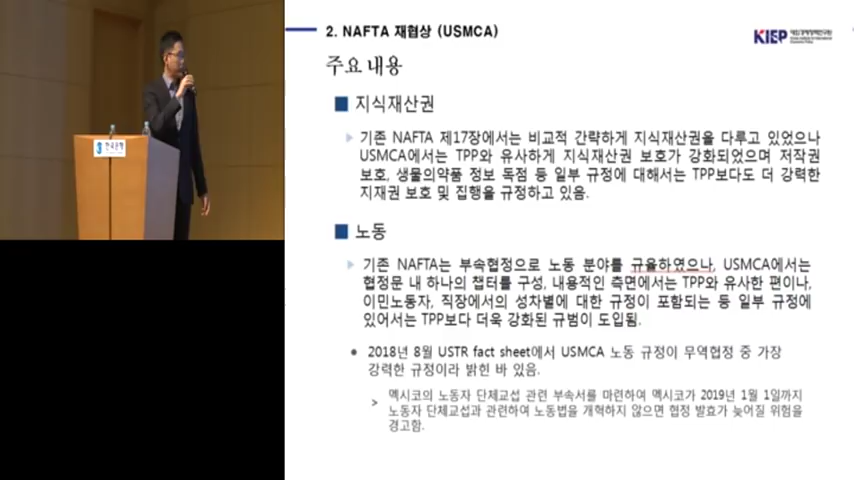 2. NAFTA 재협상 (USMCA)
KIEP
주요 내용
지식재산권
기존 NAFTA 제17장에서는 비교적 간략하게 지식재산권을 다루고 있었으나
USMCA에서는 TPP와 유사하게 지식재산권 보호가 강화되었으며 저작권
보호, 생물의약품 정보 독점 등 일부 규정에 대해서는 TPP보다도 더 강력한
지재권 보호 및 집행을 규정하고 있음.
노동
기존 NAFTA는 부속협정으로 노동 분야를 규율하였으나, USMCA에서는
협정문 내 하나의 챕터를 구성, 내용적인 측면에서는 TPP와 유사한 편이나,
이민노동자, 직장에서의 성차별에 대한 규정이 포함되는 등 일부 규정에
있어서는 TPP보다 더욱 강화된 규범이 도입됨.
• 2018년 8월 USTR fact sheet에서 USMCA 노동 규정이 무역협정 중 가장
강력한 규정이라 밝힌 바 있음.
> 멕시코의 노동자 단체교섭 관련 부속서를 마련하여 멕시코가 2019년 1월 1일까지
노동자 단체교섭과 관련하여 노동법을 개혁하지 않으면 협정 발효가 늦어질 위험을
경고함.
한국은행